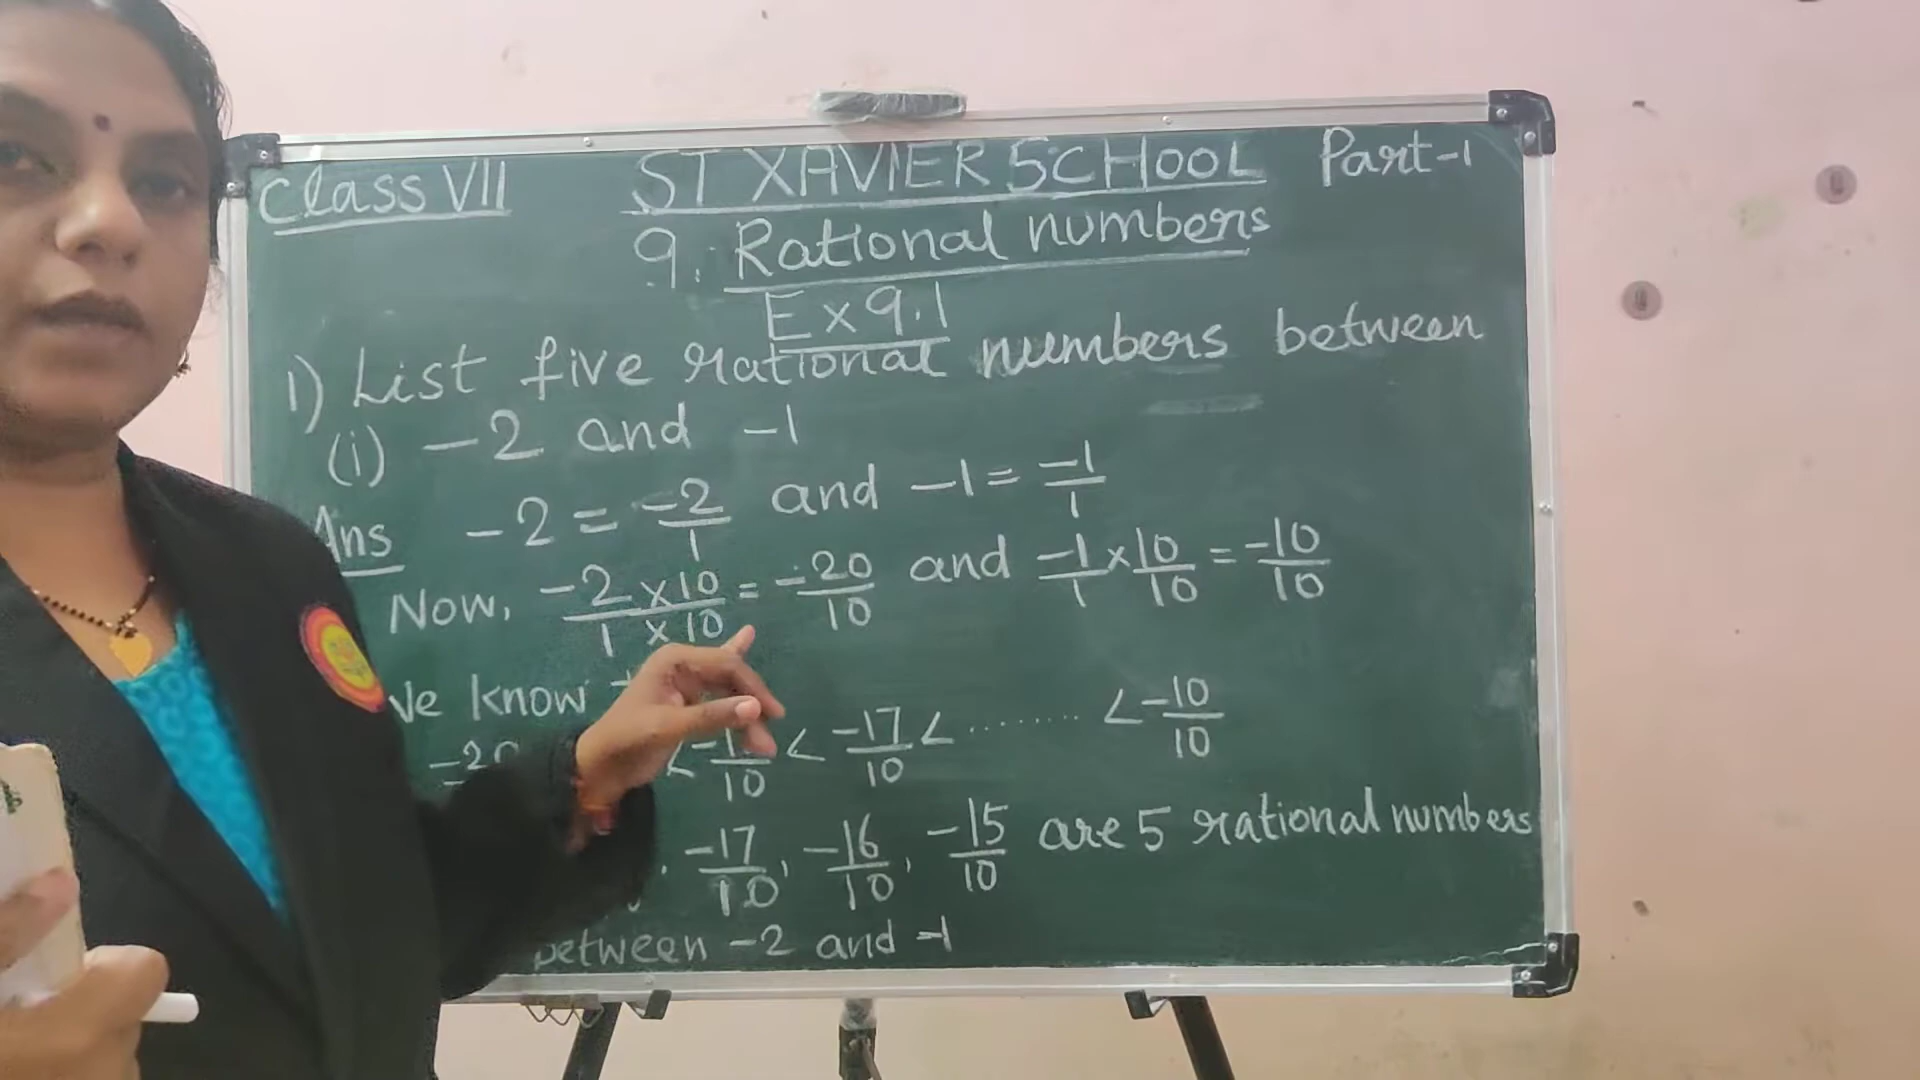 Class VII ST XAVIER SCHOOL Part-1
9. Rational numbers
Ex 9.1
1) List five rational numbers between
(i) -2 and -1
Ans -2 = -2/1 and -1 = -1/1
Now, -2/1 ×10/×10 = -20/10 and -1/1 × 10/10 = -10/10
know
-20 < /10 < -17/10 < ......... < -10/10
-17/10, -16/10, -15/10 are 5 rational numbers
between -2 and -1